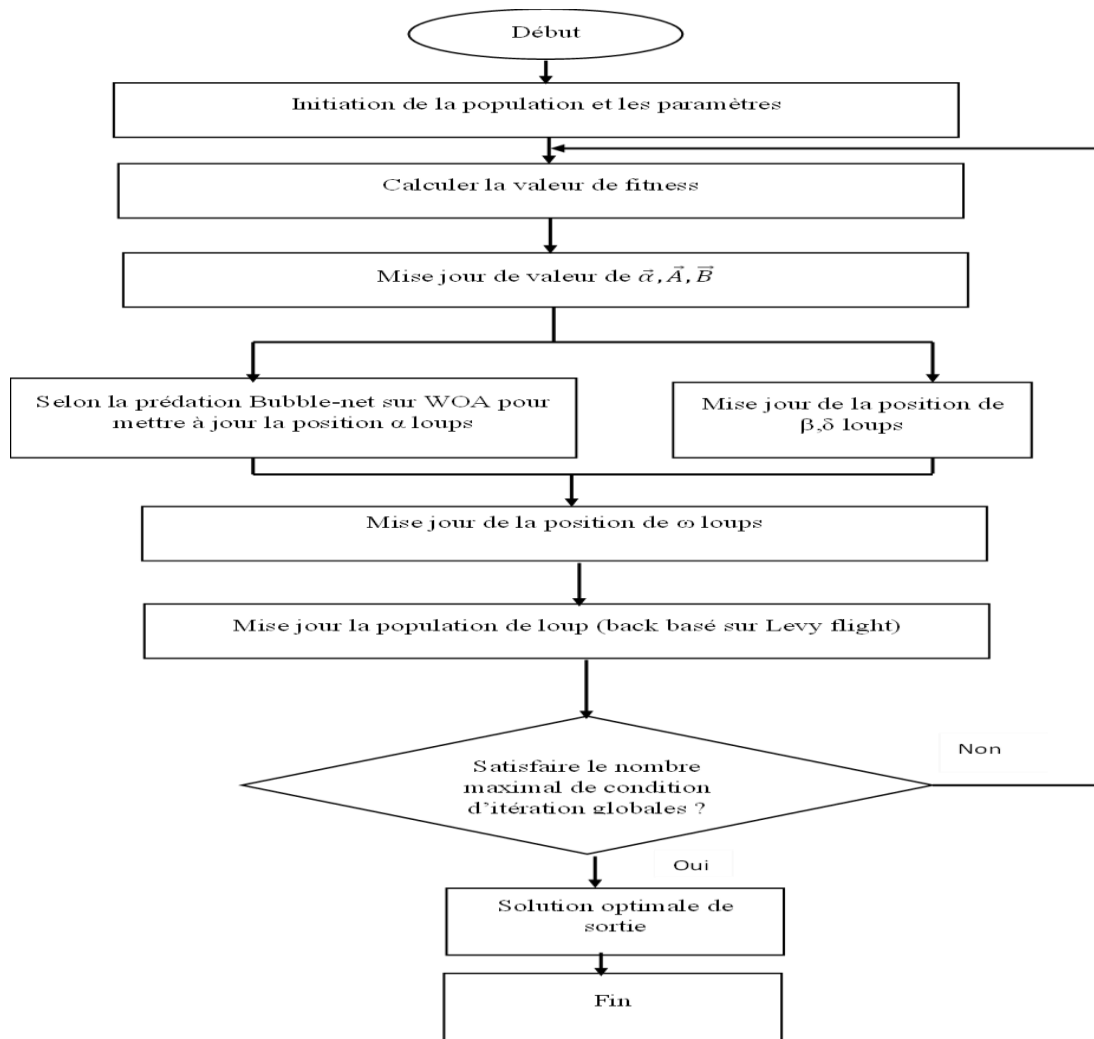 Début
Initiation de la population et les paramètres
Calculer la valeur de fitness
Mise jour de valeur de α⃗, A⃗, B⃗
Selon la prédation Bubble-net sur WOA pour
mettre à jour la position α loups
Mise jour de la position de
β,δ loups
Mise jour de la position de ω loups
Mise jour la population de loup (back basé sur Levy flight)
Satisfaire le nombre
maximal de condition
d'itération globales ?
Non
Oui
Solution optimale de
sortie
Fin